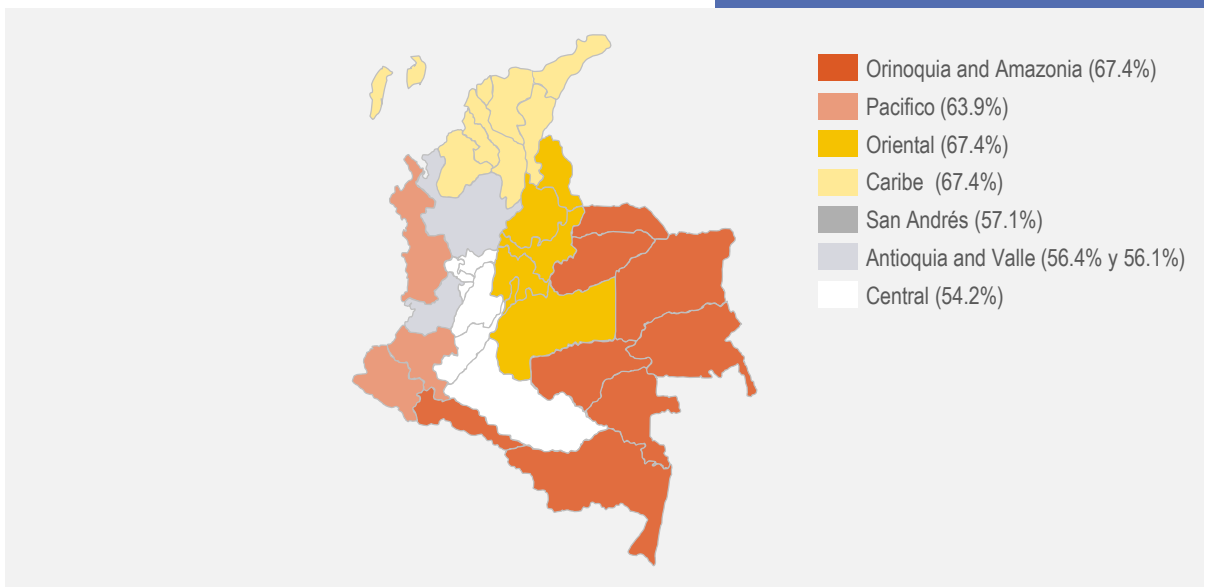 Orinoquia and Amazonia (67.4%)
Pacifico (63.9%)
Oriental (67.4%)
Caribe (67.4%)
San Andrés (57.1%)
Antioquia and Valle (56.4% y 56.1%)
Central (54.2%)